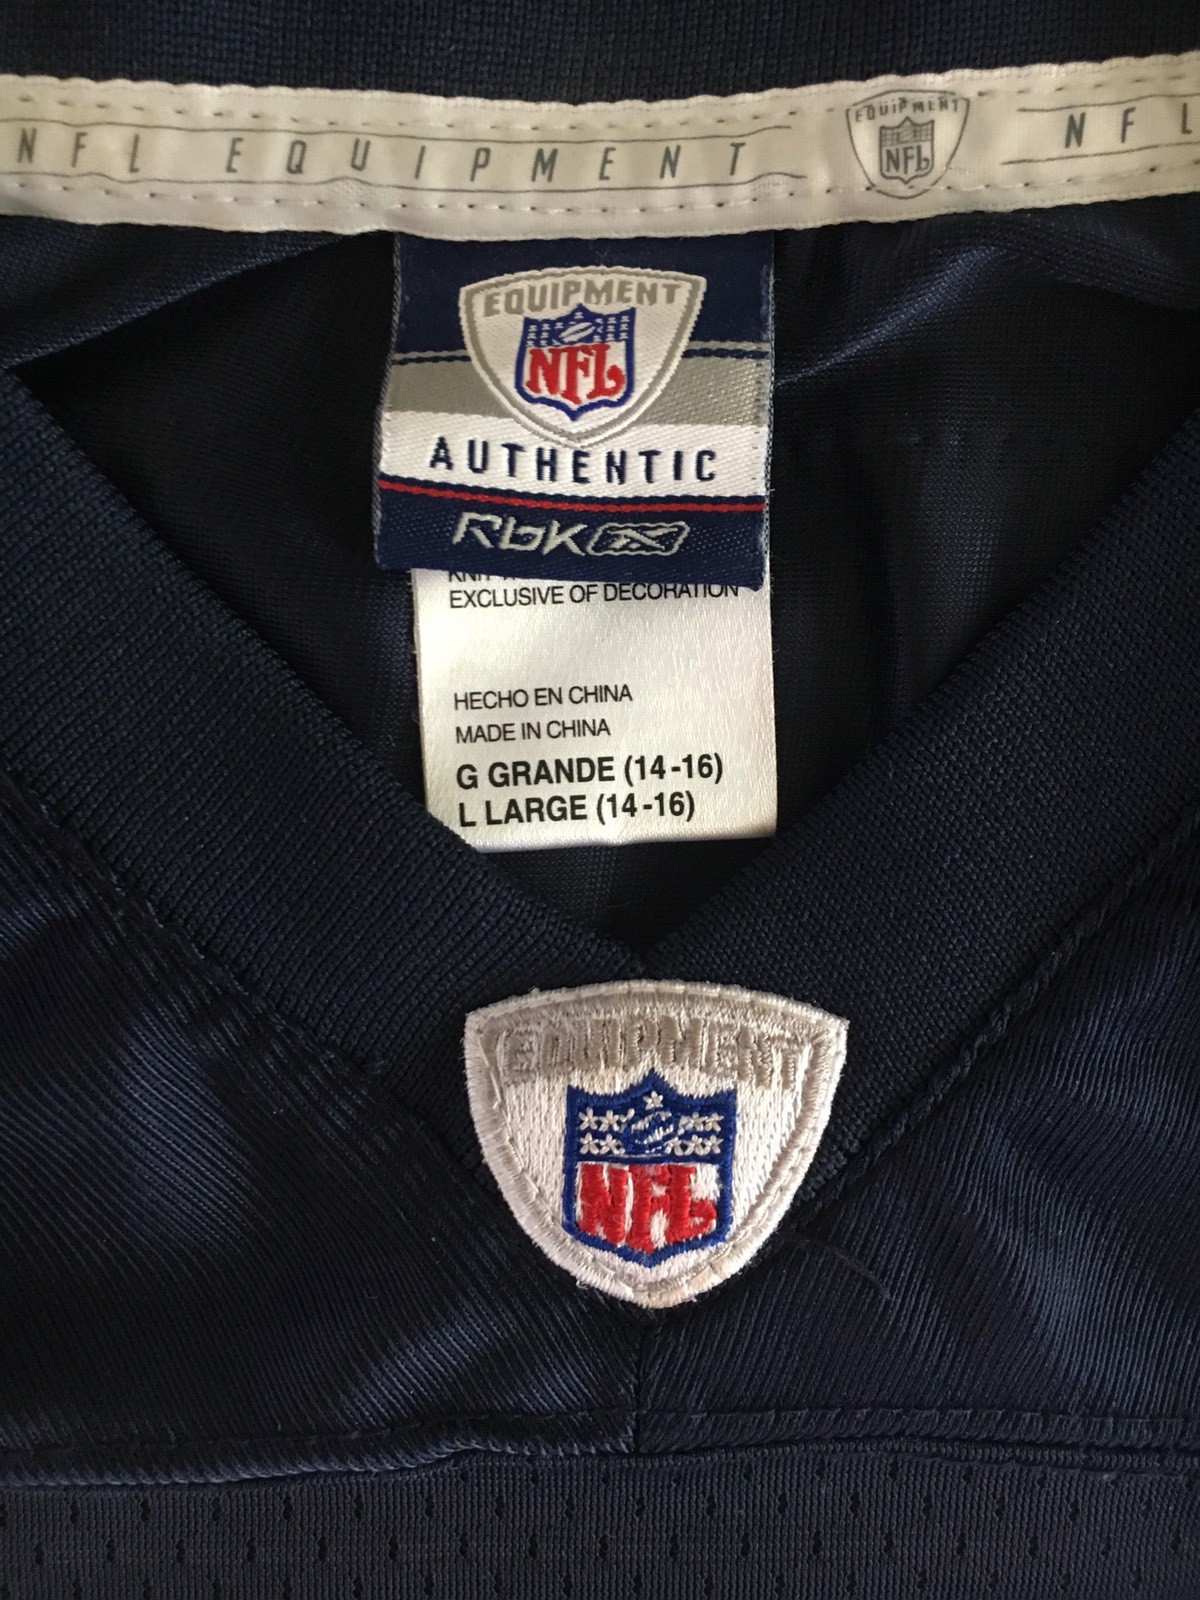 NFL EQUIPMENT
EQUIPMENT
NFL
NFL
EQUIPMENT
NFL
AUTHENTIC
Rbk
EXCLUSIVE OF DECORATION
HECHO EN CHINA
MADE IN CHINA
G GRANDE (14-16)
L LARGE (14-16)
EQUIPMENT
NFL